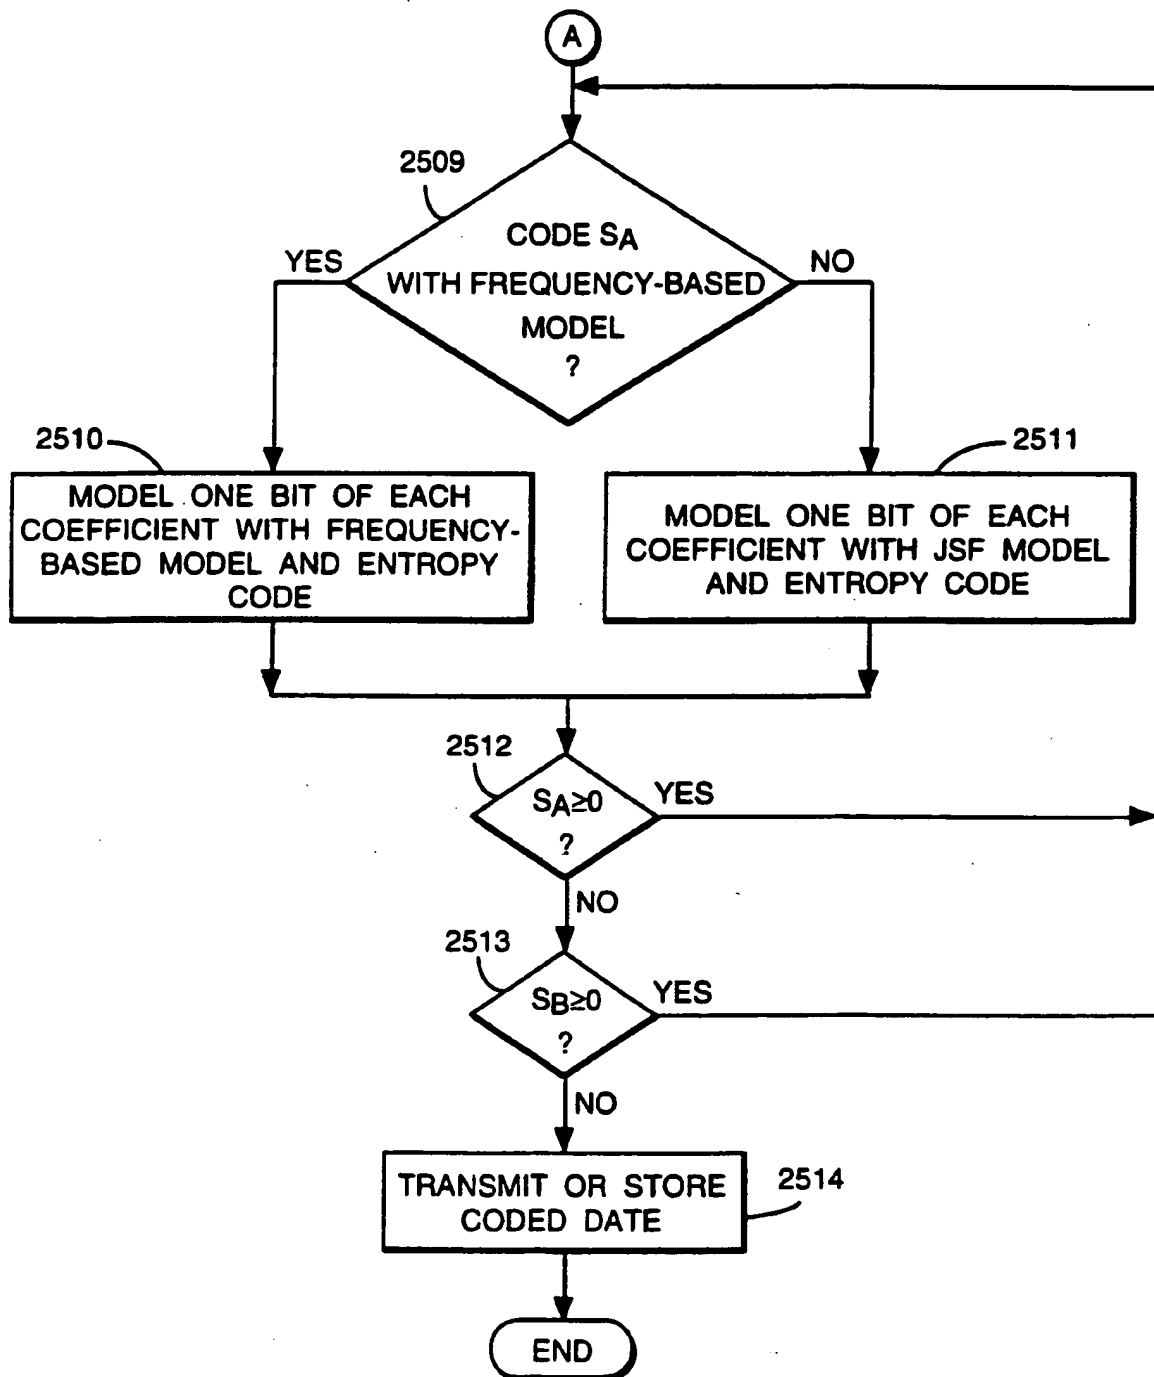 A
2509
CODE SA
WITH FREQUENCY-BASED
MODEL
?
YES
NO
2510
2511
MODEL ONE BIT OF EACH
COEFFICIENT WITH FREQUENCY-
BASED MODEL AND ENTROPY
CODE
MODEL ONE BIT OF EACH
COEFFICIENT WITH JSF MODEL
AND ENTROPY CODE
2512
SA≥0
?
YES
NO
2513
SB≥0
?
YES
NO
TRANSMIT OR STORE
CODED DATE
2514
END